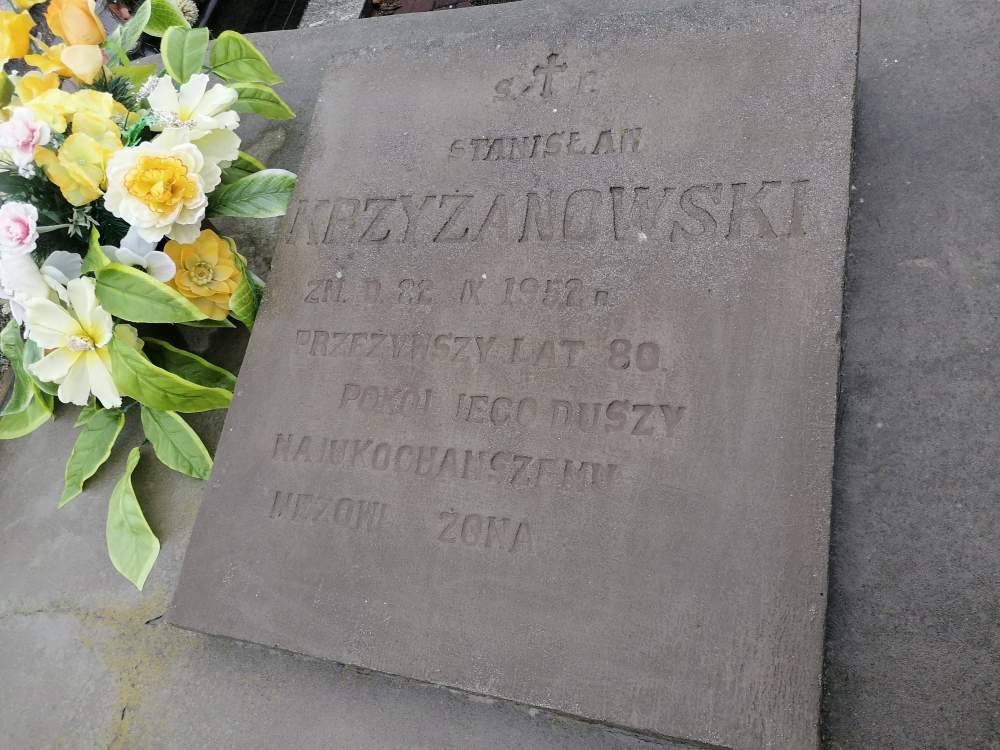 Ś. † P.
STANISŁAW
KRZYŻANOWSKI
ZM. D. 22 IX 1952 R.
PRZEŻYWSZY LAT 80.
POKÓJ JEGO DUSZY
NAJUKOCHAŃSZEMU
MĘŻOWI ŻONA